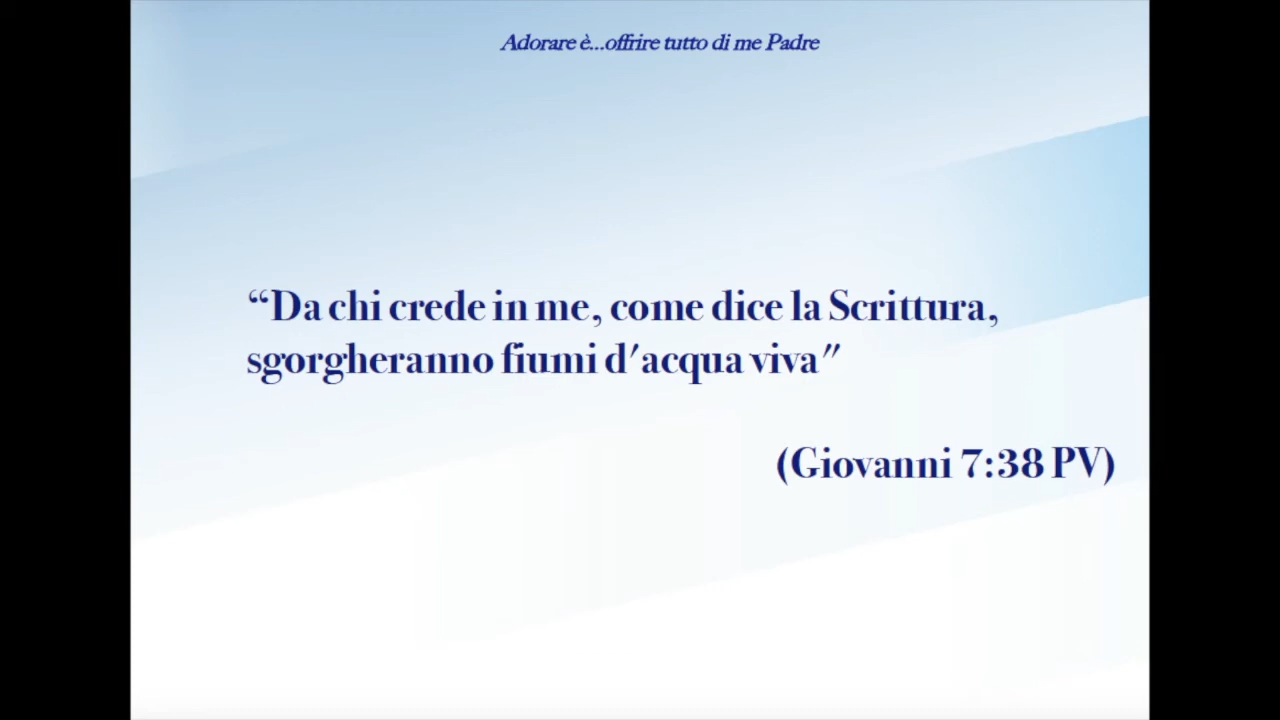 Adorare è...offrire tutto di me Padre
“Da chi crede in me, come dice la Scrittura,
sgorgheranno fiumi d'acqua viva"
(Giovanni 7:38 PV)